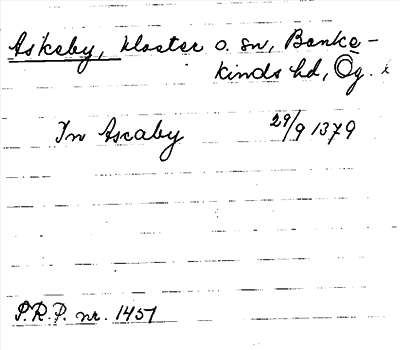 Askeby, kloster o. sn, Banke-
kinds hd, Ög.
In Ascaby 29/9 1379
P.R.P. nr. 1451